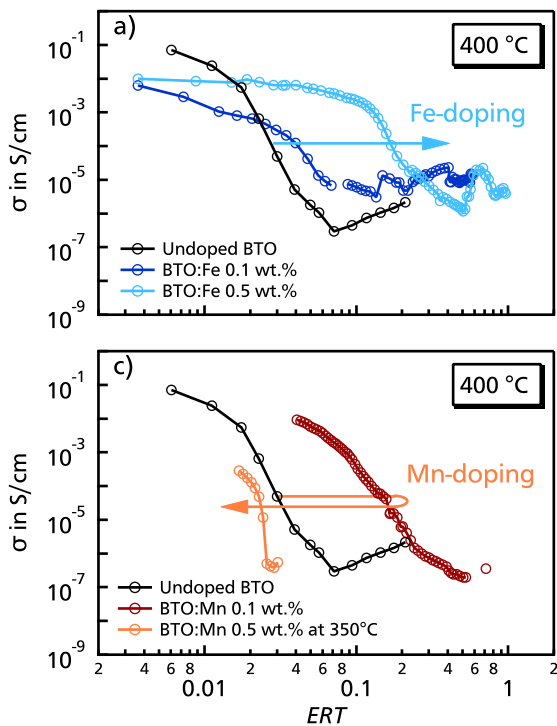 a)
400 °C
10-1
10-3
10-5
10-7
10-9
σ in S/cm
Fe-doping
Undoped BTO
BTO:Fe 0.1 wt.%
BTO:Fe 0.5 wt.%
c)
400 °C
10-1
10-3
10-5
10-7
10-9
σ in S/cm
Mn-doping
Undoped BTO
BTO:Mn 0.1 wt.%
BTO:Mn 0.5 wt.% at 350°C
2 4 6 8 0.01 2 4 6 8 0.1 2 4 6 8 1 2
ERT